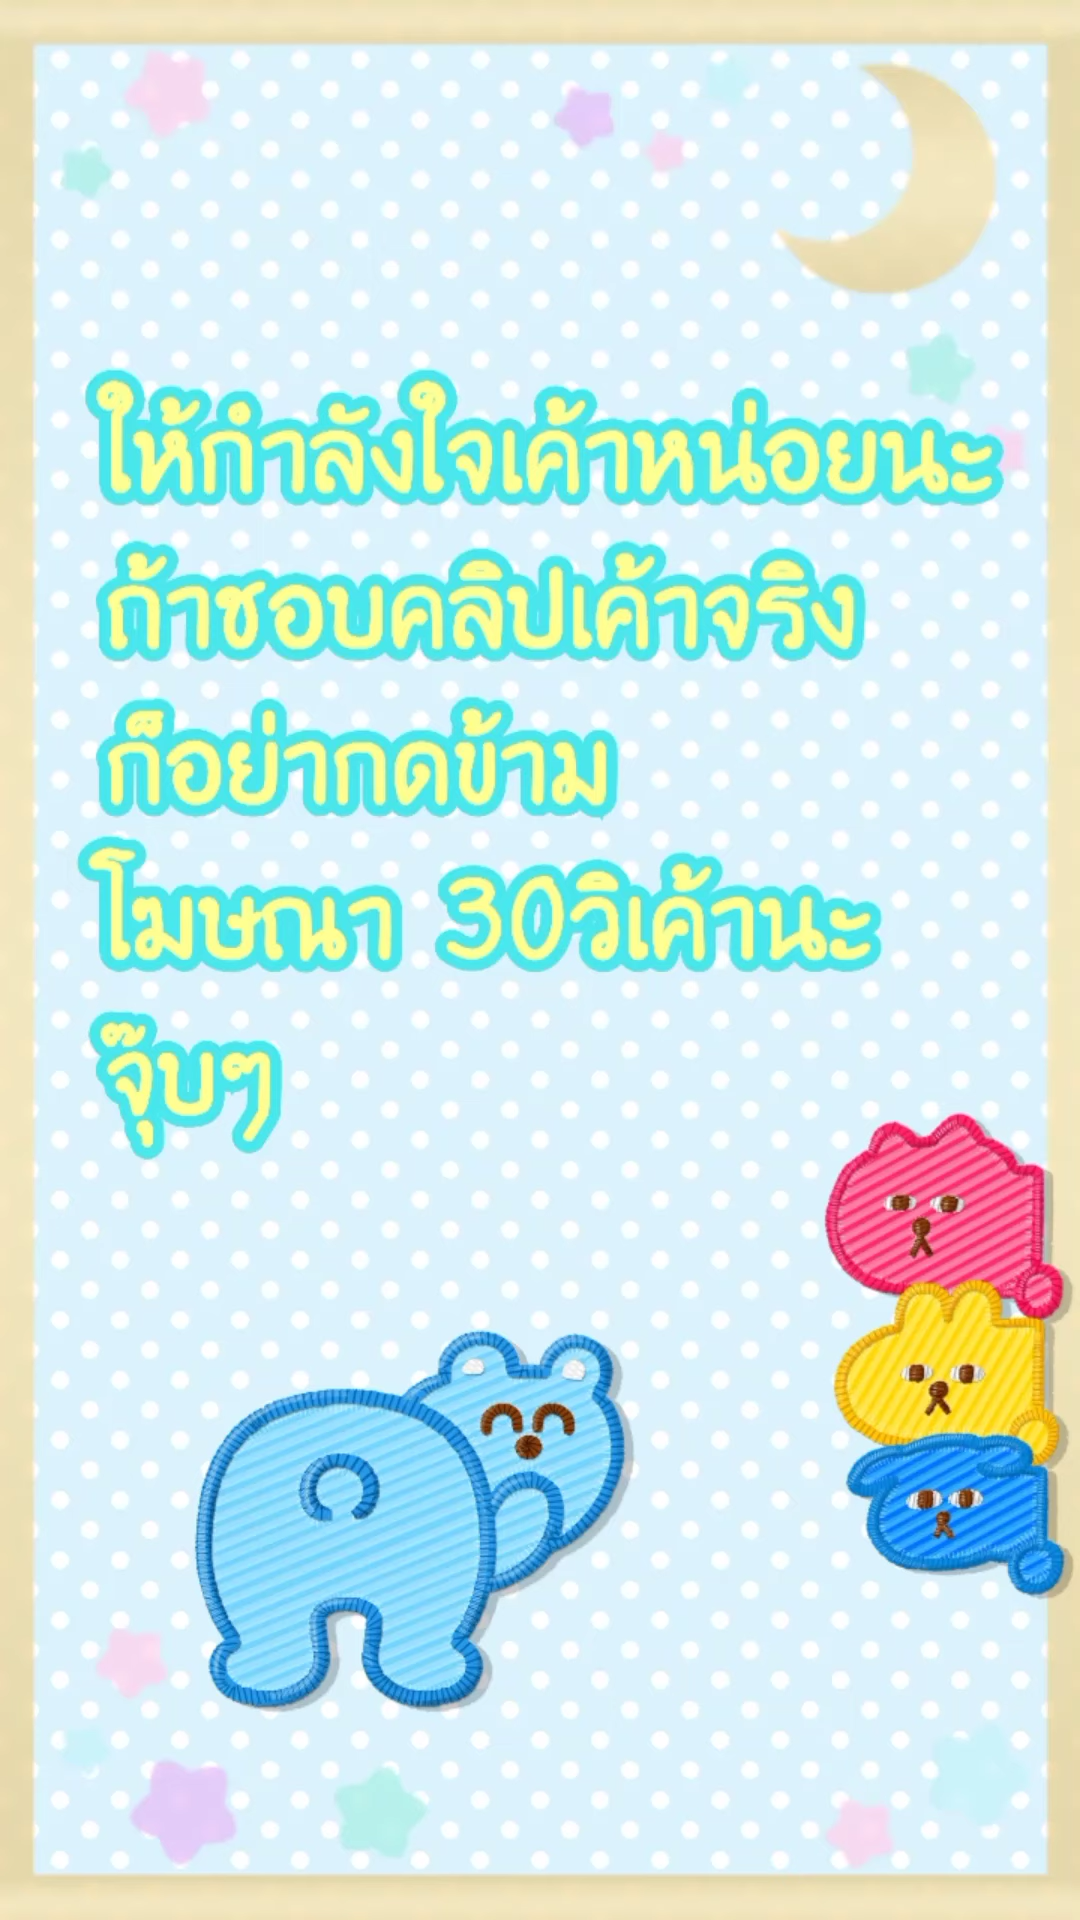 ให้กำลังใจเค้าหน่อยนะ
ถ้าชอบคลิปเค้าจริง
ก็อย่ากดข้าม
โฆษณา 30วิเค้านะ
จุ๊บๆ